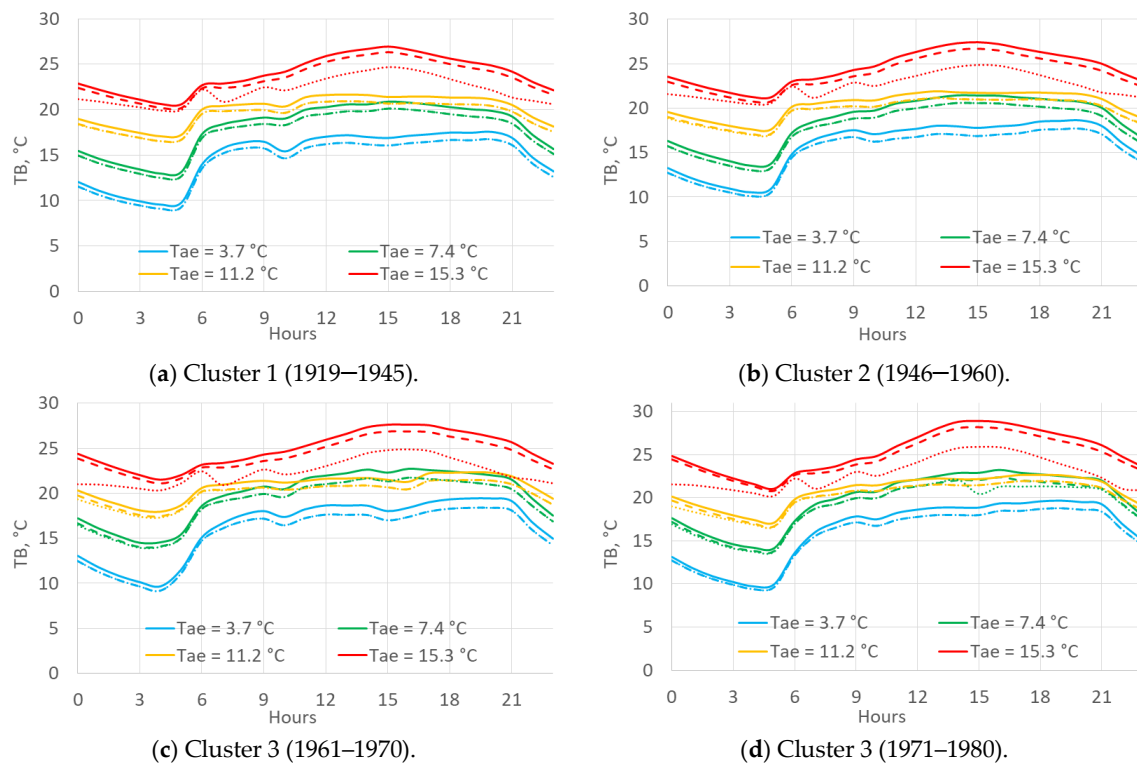 30
25
20
15
10
5
0
TB, °C
Tae = 3.7 °C
Tae = 7.4 °C
Tae = 11.2 °C
Tae = 15.3 °C
0 3 6 9 12 15 18 21
Hours
(a) Cluster 1 (1919–1945).
30
25
20
15
10
5
0
TB, °C
Tae = 3.7 °C
Tae = 7.4 °C
Tae = 11.2 °C
Tae = 15.3 °C
0 3 6 9 12 15 18 21
Hours
(b) Cluster 2 (1946–1960).
30
25
20
15
10
5
0
TB, °C
Tae = 3.7 °C
Tae = 7.4 °C
Tae = 11.2 °C
Tae = 15.3 °C
0 3 6 9 12 15 18 21
Hours
(c) Cluster 3 (1961–1970).
30
25
20
15
10
5
0
TB, °C
Tae = 3.7 °C
Tae = 7.4 °C
Tae = 11.2 °C
Tae = 15.3 °C
0 3 6 9 12 15 18 21
Hours
(d) Cluster 3 (1971–1980).